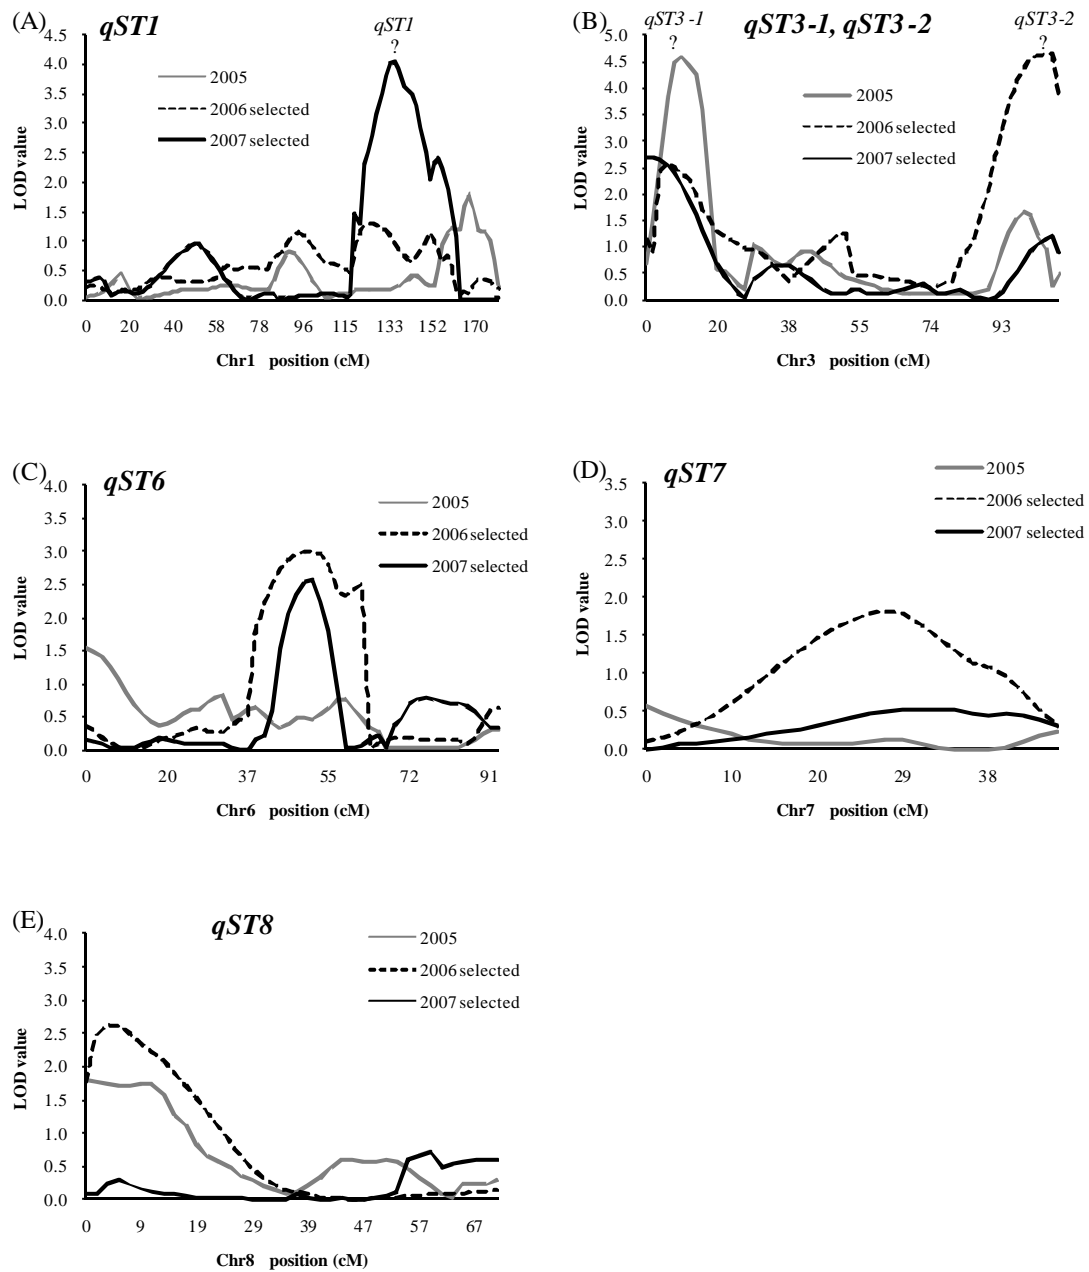 (A)
qST1
qST1
?
4.5
4.0
3.5
3.0
2.5
2.0
1.5
1.0
0.5
0.0
LOD value
2005
2006 selected
2007 selected
0 20 40 58 78 96 115 133 152 170
Chr1 position (cM)
(B)
qST3-1
?
qST3-1, qST3-2
qST3-2
?
5.0
4.5
4.0
3.5
3.0
2.5
2.0
1.5
1.0
0.5
0.0
LOD value
2005
2006 selected
2007 selected
0 20 38 55 74 93
Chr3 position (cM)
(C)
qST6
4.0
3.5
3.0
2.5
2.0
1.5
1.0
0.5
0.0
LOD value
2005
2006 selected
2007 selected
0 20 37 55 72 91
Chr6 position (cM)
(D)
qST7
3.5
3.0
2.5
2.0
1.5
1.0
0.5
0.0
LOD value
2005
2006 selected
2007 selected
0 10 20 29 38
Chr7 position (cM)
(E)
qST8
4.0
3.5
3.0
2.5
2.0
1.5
1.0
0.5
0.0
LOD value
2005
2006 selected
2007 selected
0 9 19 29 39 47 57 67
Chr8 position (cM)